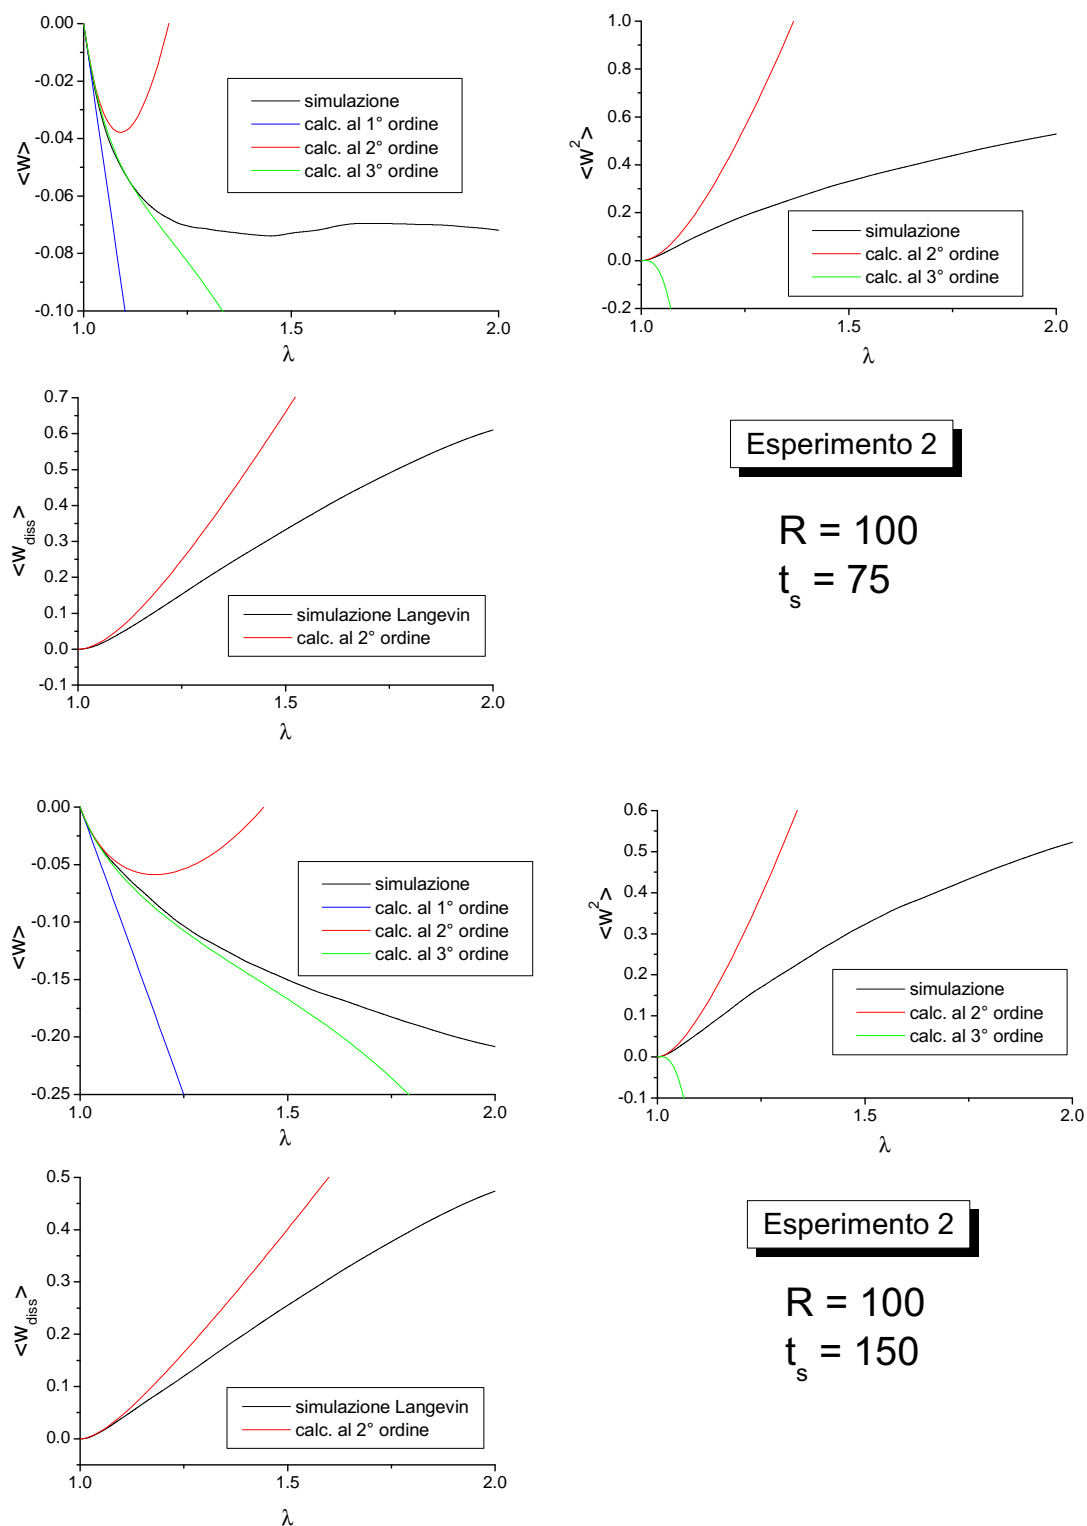 0.00
-0.02
-0.04
-0.06
-0.08
-0.10
<w>
simulazione
calc. al 1° ordine
calc. al 2° ordine
calc. al 3° ordine
1.0 1.5 2.0
λ
1.0
0.8
0.6
0.4
0.2
0.0
-0.2
<w²>
simulazione
calc. al 2° ordine
calc. al 3° ordine
1.0 1.5 2.0
λ
0.7
0.6
0.5
0.4
0.3
0.2
0.1
0.0
-0.1
<w_diss>
simulazione Langevin
calc. al 2° ordine
1.0 1.5 2.0
λ
Esperimento 2
R = 100
t_s = 75
0.00
-0.05
-0.10
-0.15
-0.20
-0.25
<w>
simulazione
calc. al 1° ordine
calc. al 2° ordine
calc. al 3° ordine
1.0 1.5 2.0
λ
0.6
0.5
0.4
0.3
0.2
0.1
0.0
-0.1
<w²>
simulazione
calc. al 2° ordine
calc. al 3° ordine
1.0 1.5 2.0
λ
0.5
0.4
0.3
0.2
0.1
0.0
<w_diss>
simulazione Langevin
calc. al 2° ordine
1.0 1.5 2.0
λ
Esperimento 2
R = 100
t_s = 150